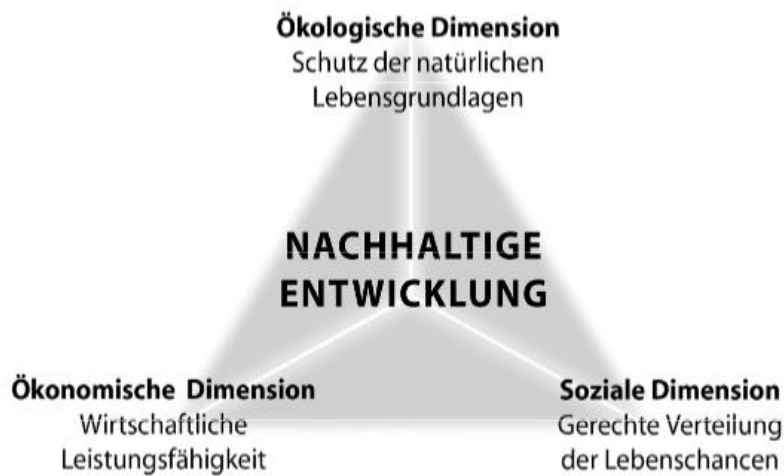 Ökologische Dimension
Schutz der natürlichen
Lebensgrundlagen
NACHHALTIGE
ENTWICKLUNG
Ökonomische Dimension
Wirtschaftliche
Leistungsfähigkeit
Soziale Dimension
Gerechte Verteilung
der Lebenschancen